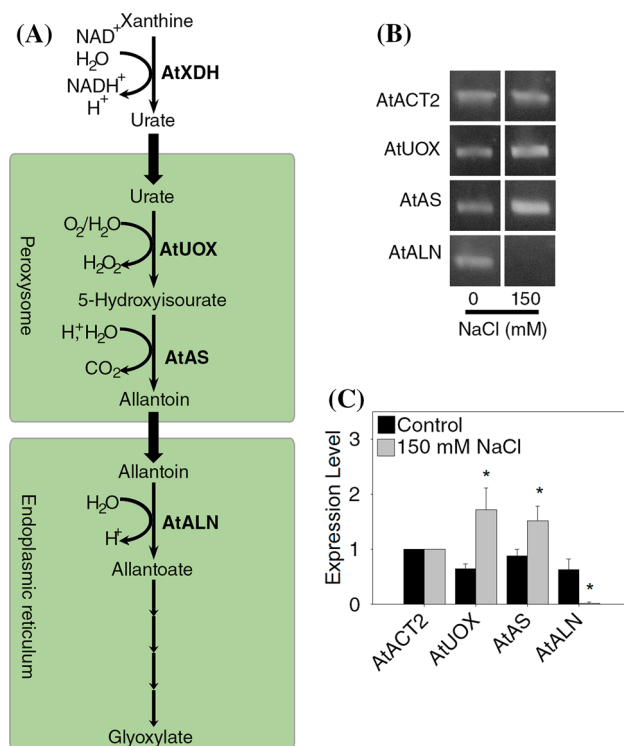 (A)
Xanthine
NAD+
H2O
AtXDH
NADH+
H+
Urate
Peroxysome
Urate
O2/H2O
AtUOX
H2O2
5-Hydroxyisourate
H,+H2O
AtAS
CO2
Allantoin
Endoplasmic reticulum
Allantoin
H2O
AtALN
H+
Allantoate
Glyoxylate
(B)
AtACT2
AtUOX
AtAS
AtALN
0 150
NaCl (mM)
(C)
Control
150 mM NaCl
Expression Level
3
2
1
0
* * *
AtACT2
AtUOX
AtAS
AtALN